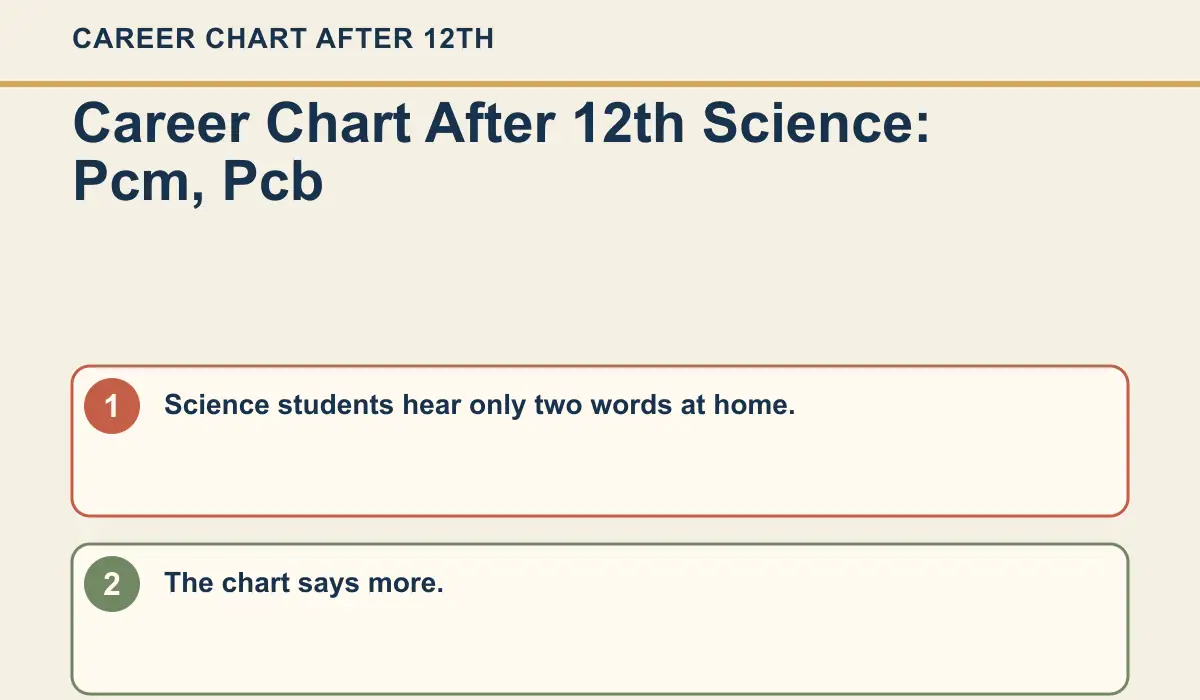 CAREER CHART AFTER 12TH
Career Chart After 12th Science:
Pcm, Pcb
1 Science students hear only two words at home.
2 The chart says more.